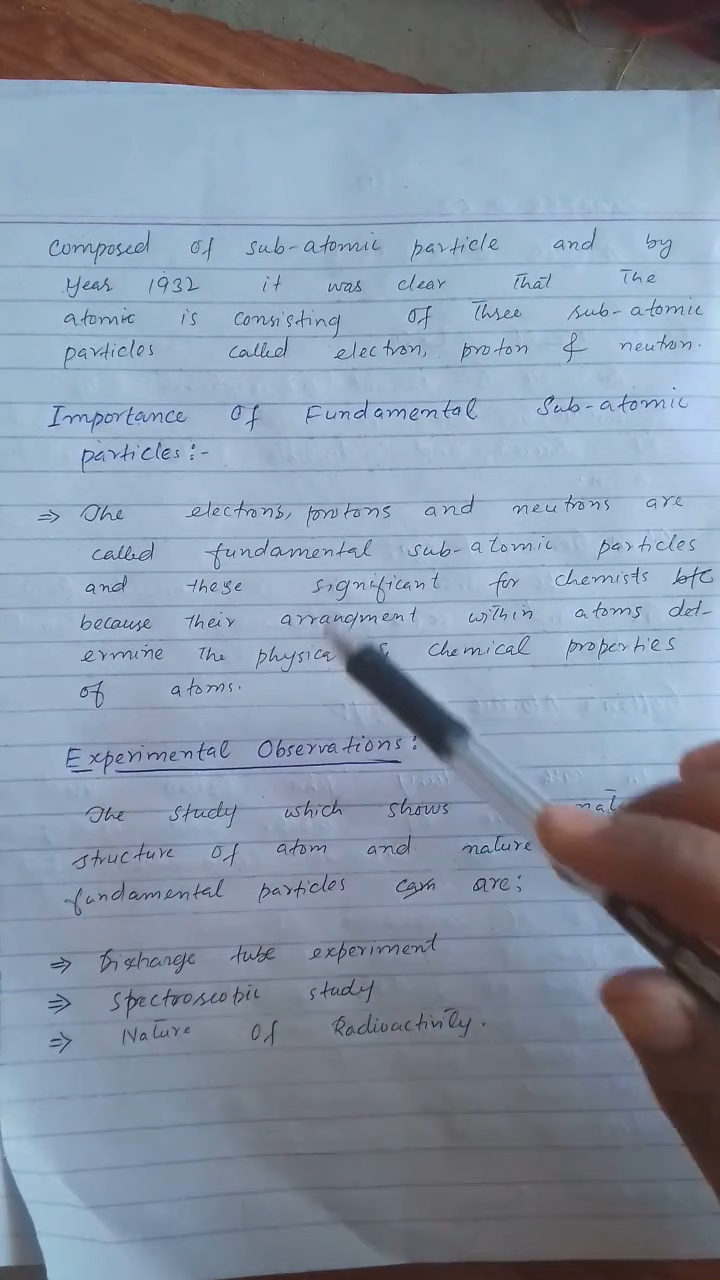 Composed of sub-atomic particle and by
Year 1932 it was clear that the
atomic is consisting of three sub-atomic
particles called electron, proton & neutron.
Importance of Fundamental Sub-atomic
particles:-
⇒ The electrons, protons and neutrons are
called fundamental sub-atomic particles
and these significant for chemists
because their arrangment within atoms det-
ermine the physica & chemical properties
of atoms.
Experimental Observations:
The study which shows
structure of atom and nature
fundamental particles are:
⇒ Discharge tube experiment
⇒ Spectroscopic study
⇒ Nature of Radioactivity.